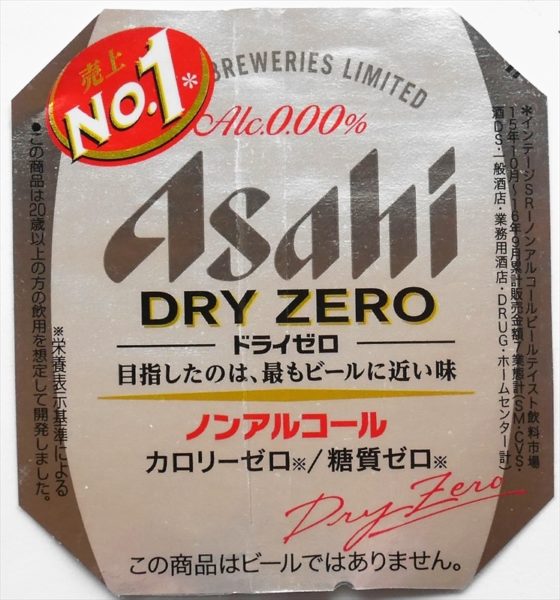 売上
No.1*
BREWERIES LIMITED
Alc.0.00%
Asahi
DRY ZERO
ドライゼロ
目指したのは、最もビールに近い味
ノンアルコール
カロリーゼロ※/糖質ゼロ※
Dry Zero
この商品はビールではありません。
*インテージSRI-ノンアルコールビールテイスト飲料市場
15年10月~16年9月累計販売金額7業態計(SM・CVS・
酒DS・一般酒店・業務用酒店・DRUG・ホームセンター計)
※栄養表示基準による
●この商品は20歳以上の方の飲用を想定して開発しました。